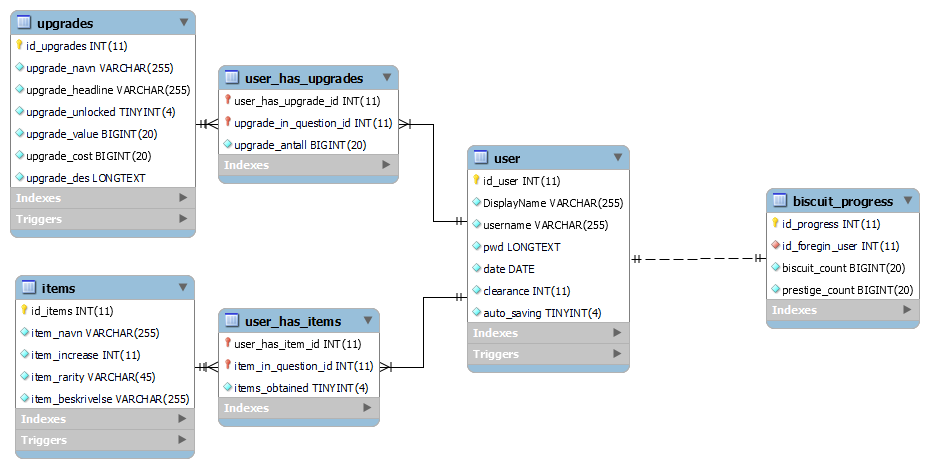 upgrades
id_upgrades INT(11)
upgrade_navn VARCHAR(255)
upgrade_headline VARCHAR(255)
upgrade_unlocked TINYINT(4)
upgrade_value BIGINT(20)
upgrade_cost BIGINT(20)
upgrade_des LONGTEXT
Indexes
Triggers
user_has_upgrades
user_has_upgrade_id INT(11)
upgrade_in_question_id INT(11)
upgrade_antall BIGINT(20)
Indexes
user
id_user INT(11)
DisplayName VARCHAR(255)
username VARCHAR(255)
pwd LONGTEXT
date DATE
clearance INT(11)
auto_saving TINYINT(4)
Indexes
Triggers
biscuit_progress
id_progress INT(11)
id_foregin_user INT(11)
biscuit_count BIGINT(20)
prestige_count BIGINT(20)
Indexes
items
id_items INT(11)
item_navn VARCHAR(255)
item_increase INT(11)
item_rarity VARCHAR(45)
item_beskrivelse VARCHAR(255)
Indexes
Triggers
user_has_items
user_has_item_id INT(11)
item_in_question_id INT(11)
items_obtained TINYINT(4)
Indexes